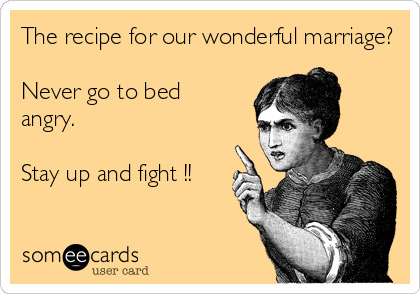 The recipe for our wonderful marriage?
Never go to bed
angry.
Stay up and fight !!
someecards
user card